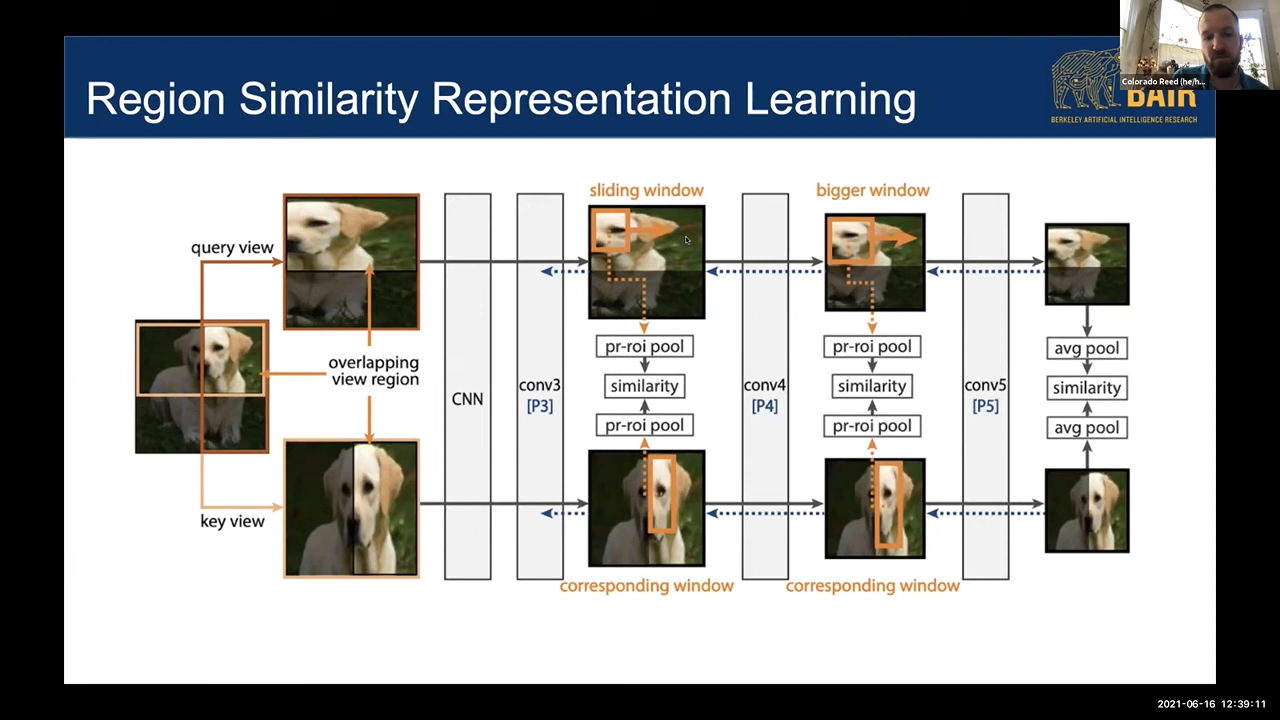 Colorado Reed (he/h...
Region Similarity Representation Learning
BAIR
BERKELEY ARTIFICIAL INTELLIGENCE RESEARCH
sliding window
bigger window
query view
overlapping
view region
key view
CNN
conv3
[P3]
pr-roi pool
similarity
pr-roi pool
conv4
[P4]
pr-roi pool
similarity
pr-roi pool
conv5
[P5]
avg pool
similarity
avg pool
corresponding window
corresponding window
2021-06-16 12:39:11